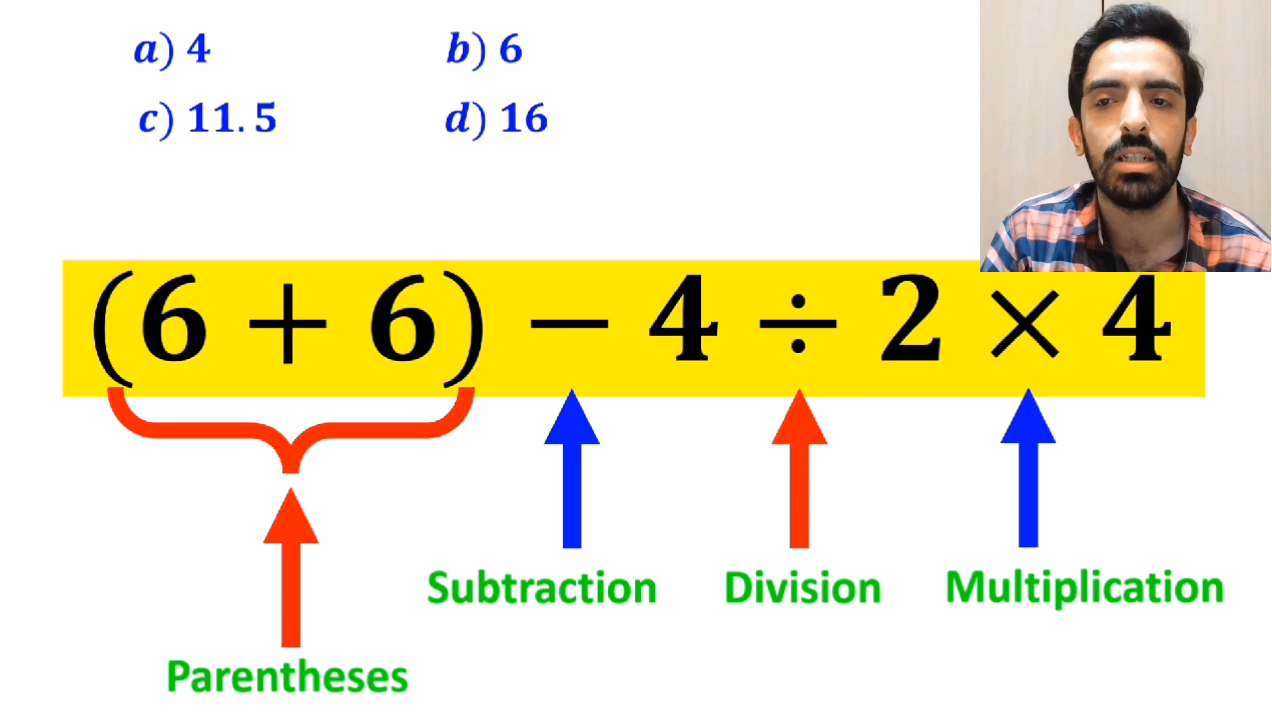 a) 4 b) 6
c) 11.5 d) 16
(6 + 6) − 4 ÷ 2 × 4
Subtraction Division Multiplication
Parentheses